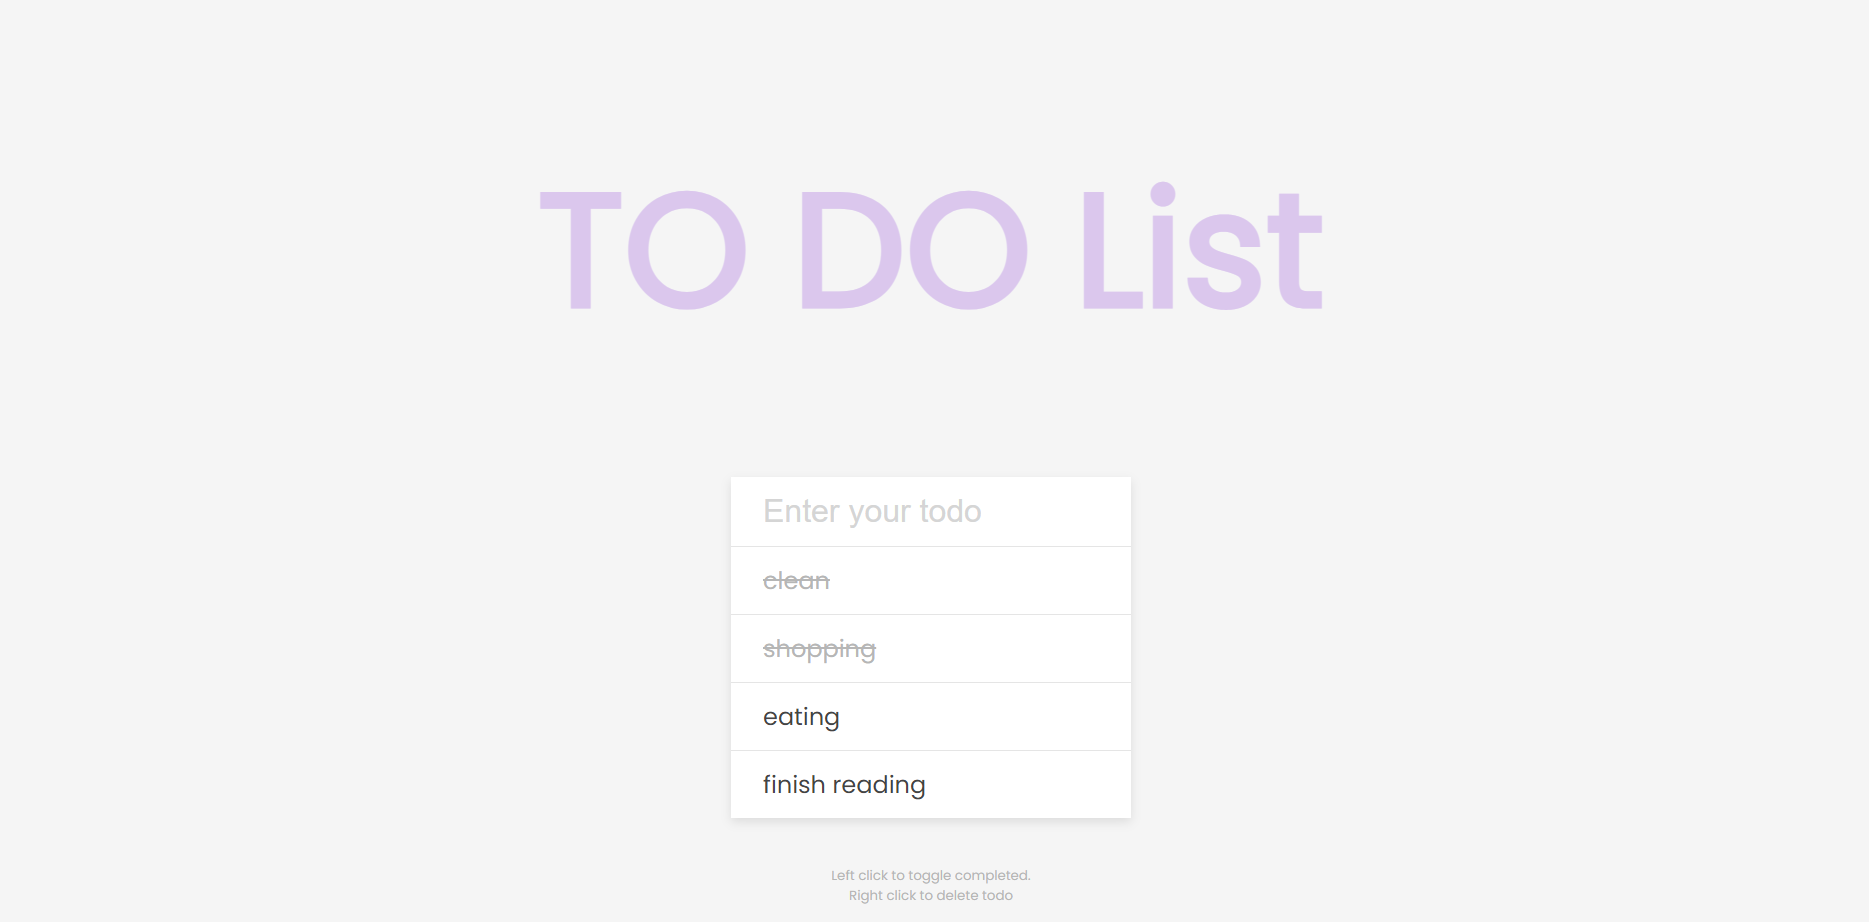 TO DO List
Enter your todo
clean
shopping
eating
finish reading
Left click to toggle completed.
Right click to delete todo